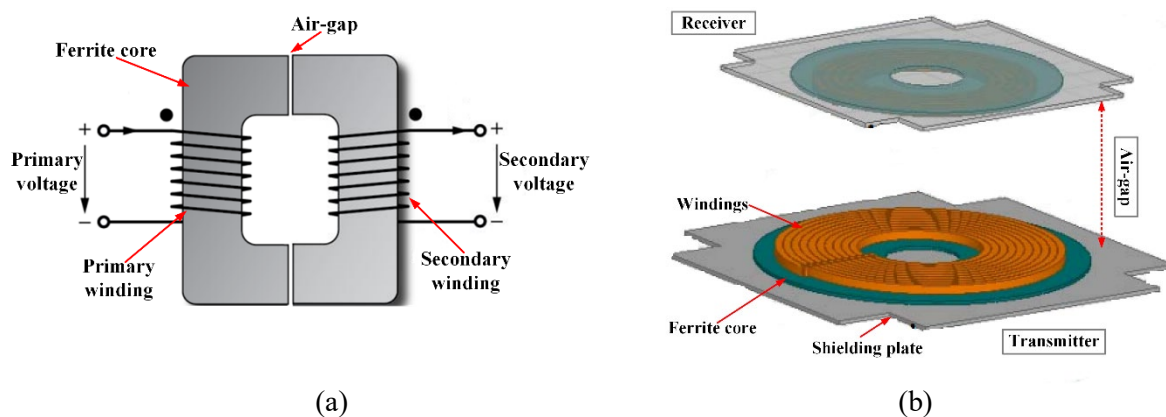 Air-gap
Ferrite core
+
+
Primary
voltage
Secondary
voltage
−
−
Primary
winding
Secondary
winding
(a)
Receiver
Air-gap
Windings
Ferrite core
Shielding plate
Transmitter
(b)